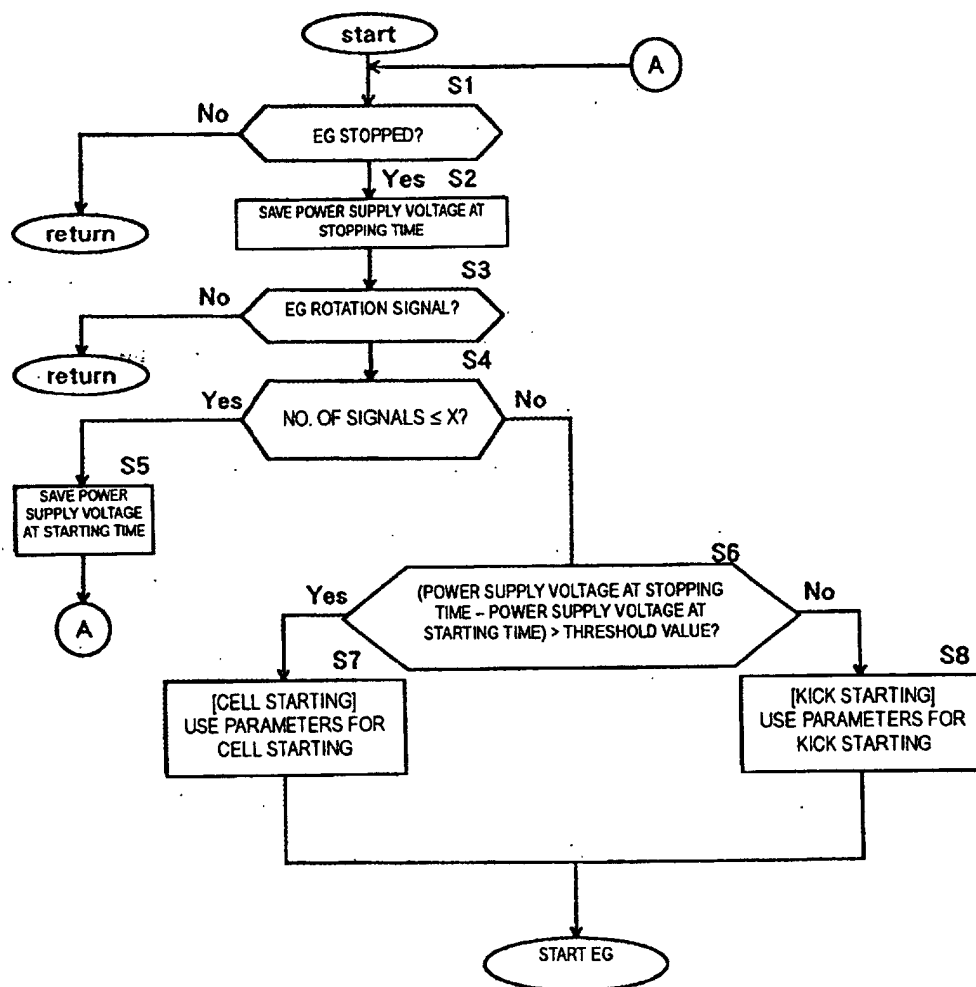 start
A
S1
No
EG STOPPED?
Yes
S2
return
SAVE POWER SUPPLY VOLTAGE AT
STOPPING TIME
S3
No
EG ROTATION SIGNAL?
return
S4
Yes
NO. OF SIGNALS ≤ X?
No
S5
SAVE POWER
SUPPLY VOLTAGE
AT STARTING TIME
A
S6
Yes
(POWER SUPPLY VOLTAGE AT STOPPING
TIME – POWER SUPPLY VOLTAGE AT
STARTING TIME) > THRESHOLD VALUE?
No
S7
[CELL STARTING]
USE PARAMETERS FOR
CELL STARTING
S8
[KICK STARTING]
USE PARAMETERS FOR
KICK STARTING
START EG